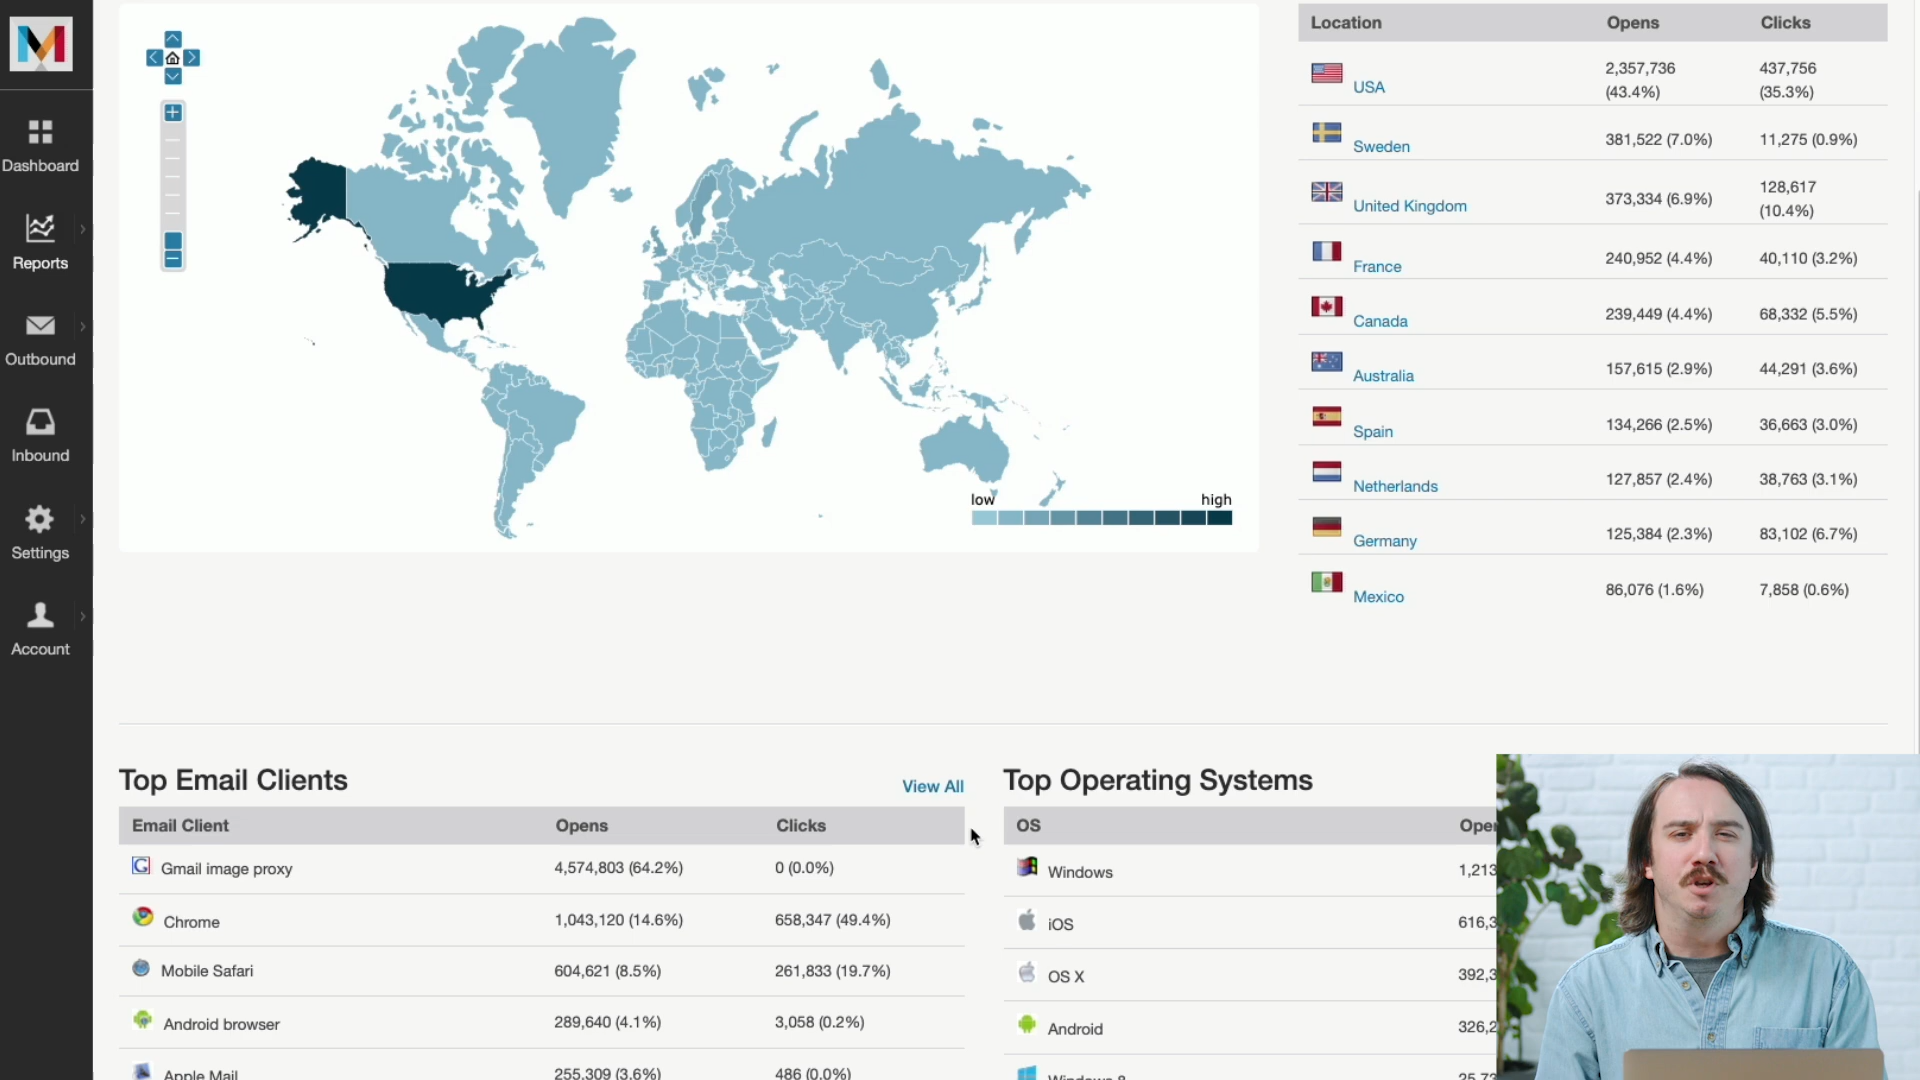 Location Opens Clicks
USA 2,357,736 (43.4%) 437,756 (35.3%)
Sweden 381,522 (7.0%) 11,275 (0.9%)
United Kingdom 373,334 (6.9%) 128,617 (10.4%)
France 240,952 (4.4%) 40,110 (3.2%)
Canada 239,449 (4.4%) 68,332 (5.5%)
Australia 157,615 (2.9%) 44,291 (3.6%)
Spain 134,266 (2.5%) 36,663 (3.0%)
Netherlands 127,857 (2.4%) 38,763 (3.1%)
Germany 125,384 (2.3%) 83,102 (6.7%)
Mexico 86,076 (1.6%) 7,858 (0.6%)
low high
Dashboard
Reports
Outbound
Inbound
Settings
Account
Top Email Clients
View All
Email Client Opens Clicks
Gmail image proxy 4,574,803 (64.2%) 0 (0.0%)
Chrome 1,043,120 (14.6%) 658,347 (49.4%)
Mobile Safari 604,621 (8.5%) 261,833 (19.7%)
Android browser 289,640 (4.1%) 3,058 (0.2%)
Apple Mail 255,309 (3.6%) 486 (0.0%)
Top Operating Systems
OS Oper
Windows 1,213
iOS 616,3
OS X 392,3
Android 326,2
Windows 8